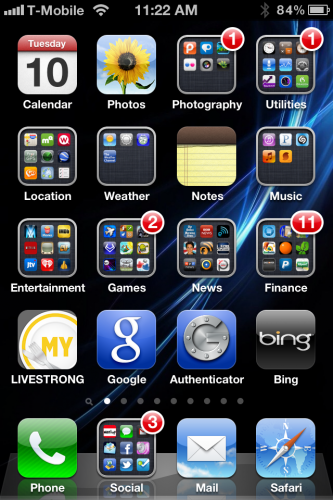 T-Mobile 11:22 AM 84%
Tuesday 1 1
10
Calendar Photos Photography Utilities
Location Weather Notes Music
2 11
Entertainment Games News Finance
MY g bing
LIVESTRONG Google Authenticator Bing
3
Phone Social Mail Safari